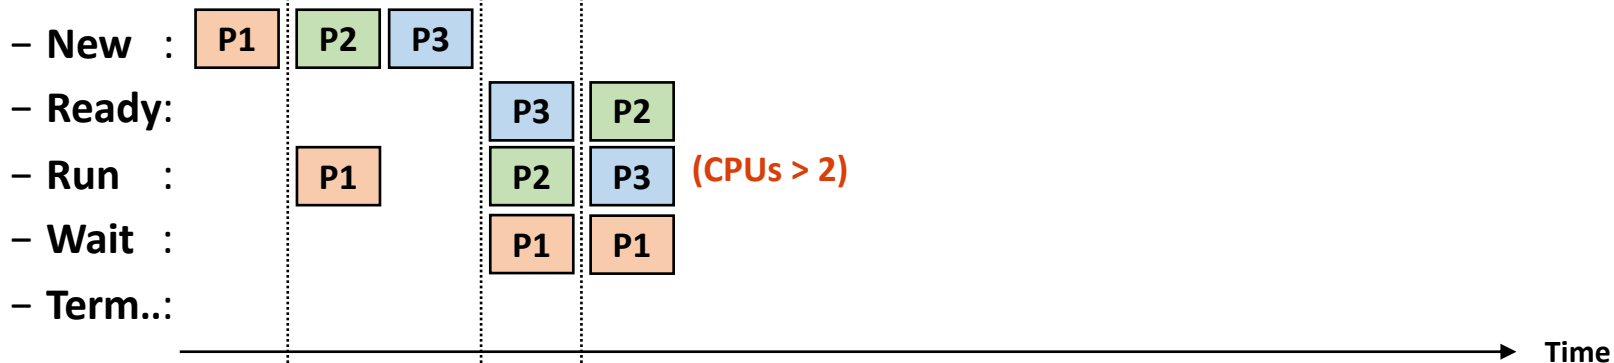 – New : P1 P2 P3
– Ready: P3 P2
– Run : P1 P2 P3 (CPUs > 2)
– Wait : P1 P1
– Term..:
Time